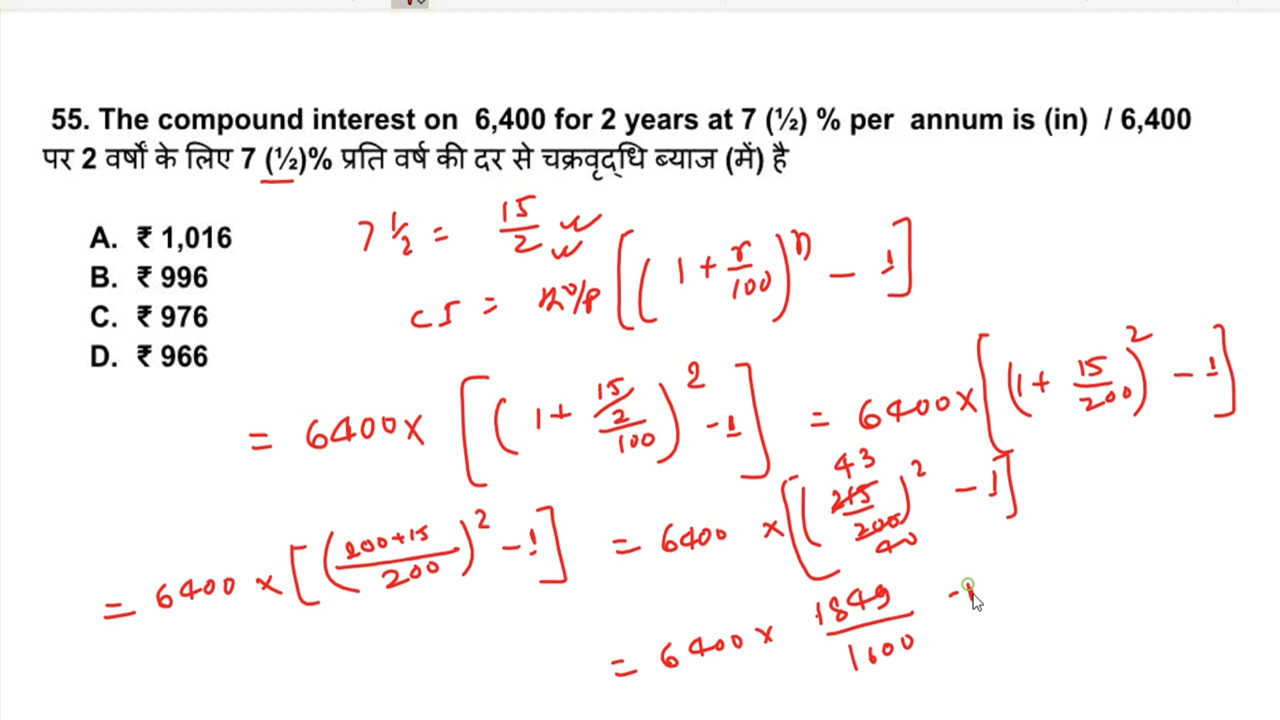 55. The compound interest on 6,400 for 2 years at 7 (½) % per annum is (in) / 6,400
पर 2 वर्षों के लिए 7 (½)% प्रति वर्ष की दर से चक्रवृद्धि ब्याज (में) है
A. ₹ 1,016
B. ₹ 996
C. ₹ 976
D. ₹ 966
7 ½ = 15/2
CI = [(1 + r/100)^n - 1]
= 6400 × [(1 + 15/2/100)^2 - 1] = 6400 × [(1 + 15/200)^2 - 1]
= 6400 × [(200+15/200)^2 - 1] = 6400 × [(215/200)^2 - 1]
43
40
= 6400 × 1849/1600 - 1